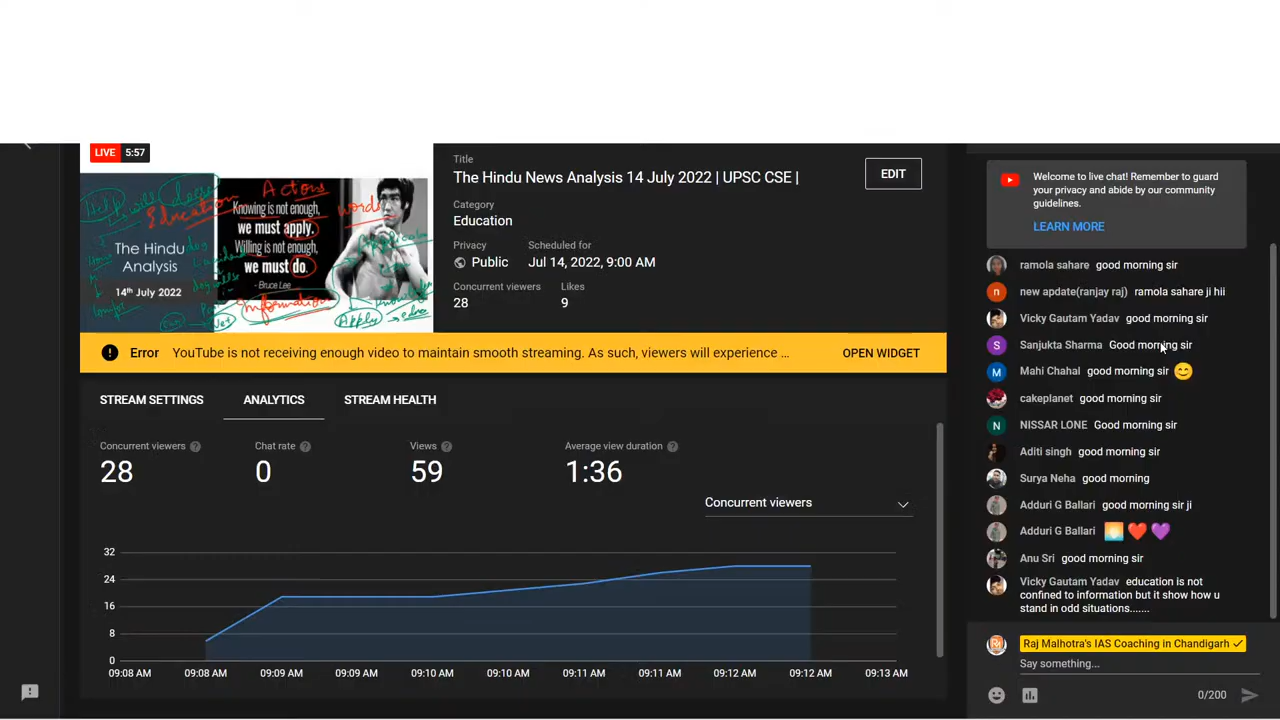 LIVE 5:57
Help will
Education
Actons
words
The Hindu
Analysis
14th July 2022
Knowing is not enough,
we must apply.
Willing is not enough,
we must do.
- Bruce Lee
Information
Apply
Title
The Hindu News Analysis 14 July 2022 | UPSC CSE |
EDIT
Category
Education
Privacy
Public
Scheduled for
Jul 14, 2022, 9:00 AM
Concurrent viewers
28
Likes
9
Error YouTube is not receiving enough video to maintain smooth streaming. As such, viewers will experience ... OPEN WIDGET
STREAM SETTINGS ANALYTICS STREAM HEALTH
Concurrent viewers
28
Chat rate
0
Views
59
Average view duration
1:36
Concurrent viewers
32
24
16
8
0
09:08 AM 09:08 AM 09:09 AM 09:09 AM 09:10 AM 09:10 AM 09:11 AM 09:11 AM 09:12 AM 09:12 AM 09:13 AM
Welcome to live chat! Remember to guard
your privacy and abide by our community
guidelines.
LEARN MORE
ramola sahare good morning sir
n new update(ranjay raj) ramola sahare ji hii
Vicky Gautam Yadav good morning sir
S Sanjukta Sharma Good morning sir
M Mahi Chahal good morning sir 😊
cakeplanet good morning sir
N NISSAR LONE Good morning sir
Aditi singh good morning sir
Surya Neha good morning
Adduri G Ballari good morning sir ji
Adduri G Ballari 🌅❤️💜
Anu Sri good morning sir
Vicky Gautam Yadav education is not
confined to information but it show how u
stand in odd situations.......
Raj Malhotra's IAS Coaching in Chandigarh
Say something...
0/200